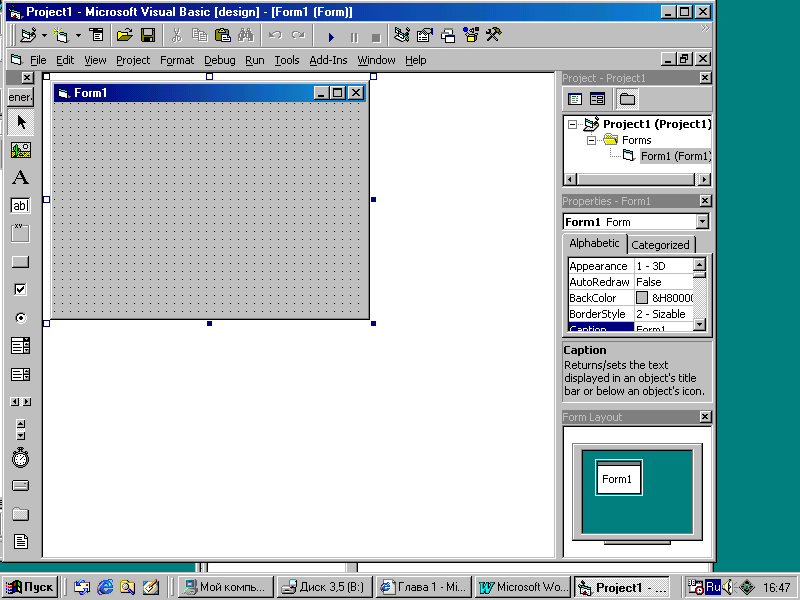 Project1 - Microsoft Visual Basic [design] - [Form1 (Form)]
File Edit View Project Format Debug Run Tools Add-Ins Window Help
ener
A
ab
xv
Form1
Project - Project1
Project1 (Project1)
Forms
Form1 (Form1)
Properties - Form1
Form1 Form
Alphabetic Categorized
Appearance 1 - 3D
AutoRedraw False
BackColor &H80000
BorderStyle 2 - Sizable
Caption Form1
Caption
Returns/sets the text
displayed in an object's title
bar or below an object's icon.
Form Layout
Form1
Пуск Мой компь... Диск 3,5 (B:) Глава 1 - Mi... Microsoft Wo... Project1 - ... Ru 16:47